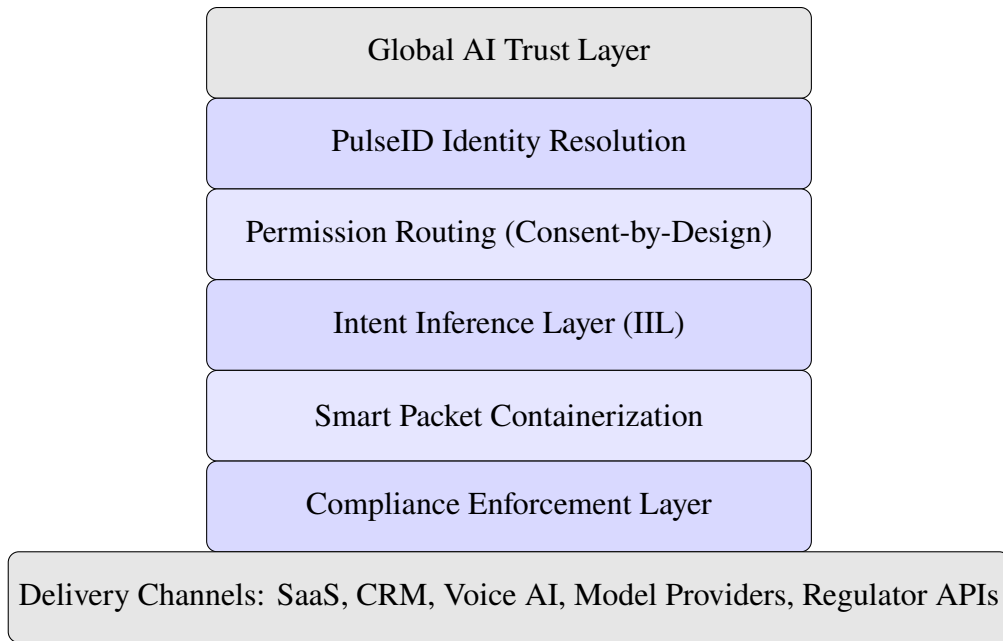 Global AI Trust Layer
PulseID Identity Resolution
Permission Routing (Consent-by-Design)
Intent Inference Layer (IIL)
Smart Packet Containerization
Compliance Enforcement Layer
Delivery Channels: SaaS, CRM, Voice AI, Model Providers, Regulator APIs